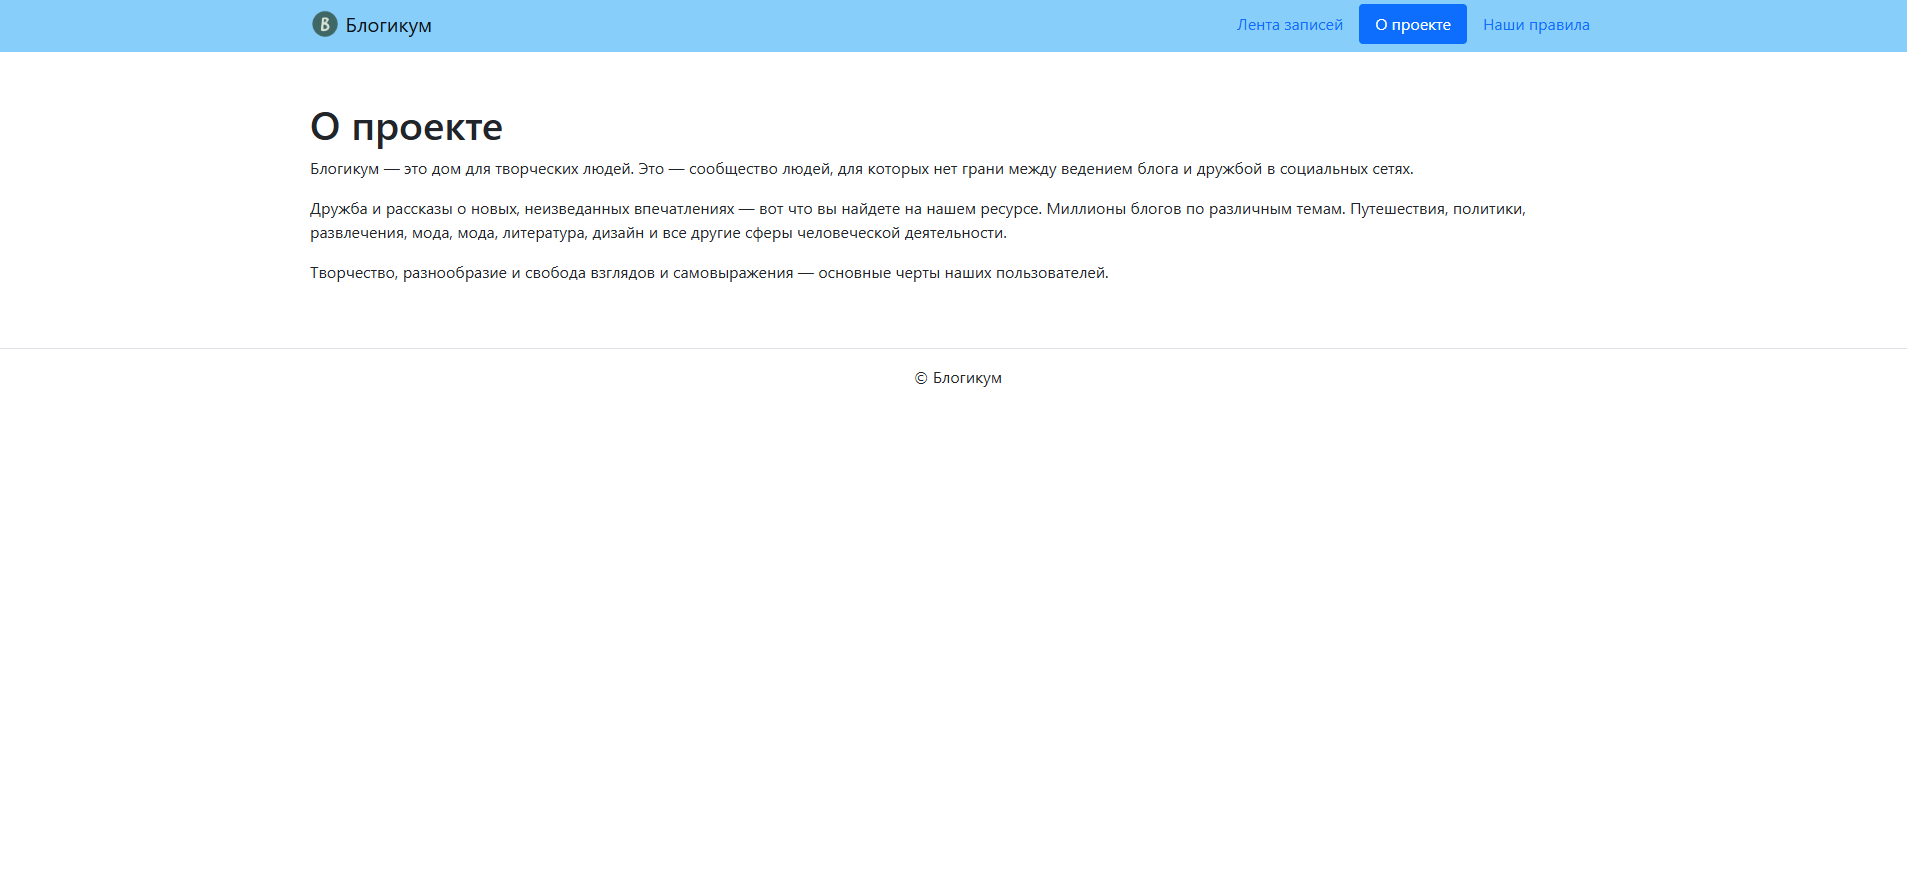 B Блогикум
Лента записей
О проекте
Наши правила
О проекте
Блогикум — это дом для творческих людей. Это — сообщество людей, для которых нет грани между ведением блога и дружбой в социальных сетях.
Дружба и рассказы о новых, неизведанных впечатлениях — вот что вы найдете на нашем ресурсе. Миллионы блогов по различным темам. Путешествия, политики,
развлечения, мода, мода, литература, дизайн и все другие сферы человеческой деятельности.
Творчество, разнообразие и свобода взглядов и самовыражения — основные черты наших пользователей.
© Блогикум